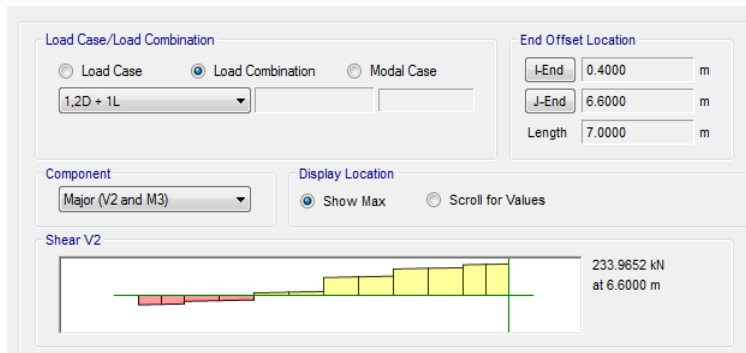 Load Case/Load Combination
Load Case
Load Combination
Modal Case
1,2D + 1L
End Offset Location
I-End 0.4000 m
J-End 6.6000 m
Length 7.0000 m
Component
Major (V2 and M3)
Display Location
Show Max
Scroll for Values
Shear V2
233.9652 kN
at 6.6000 m